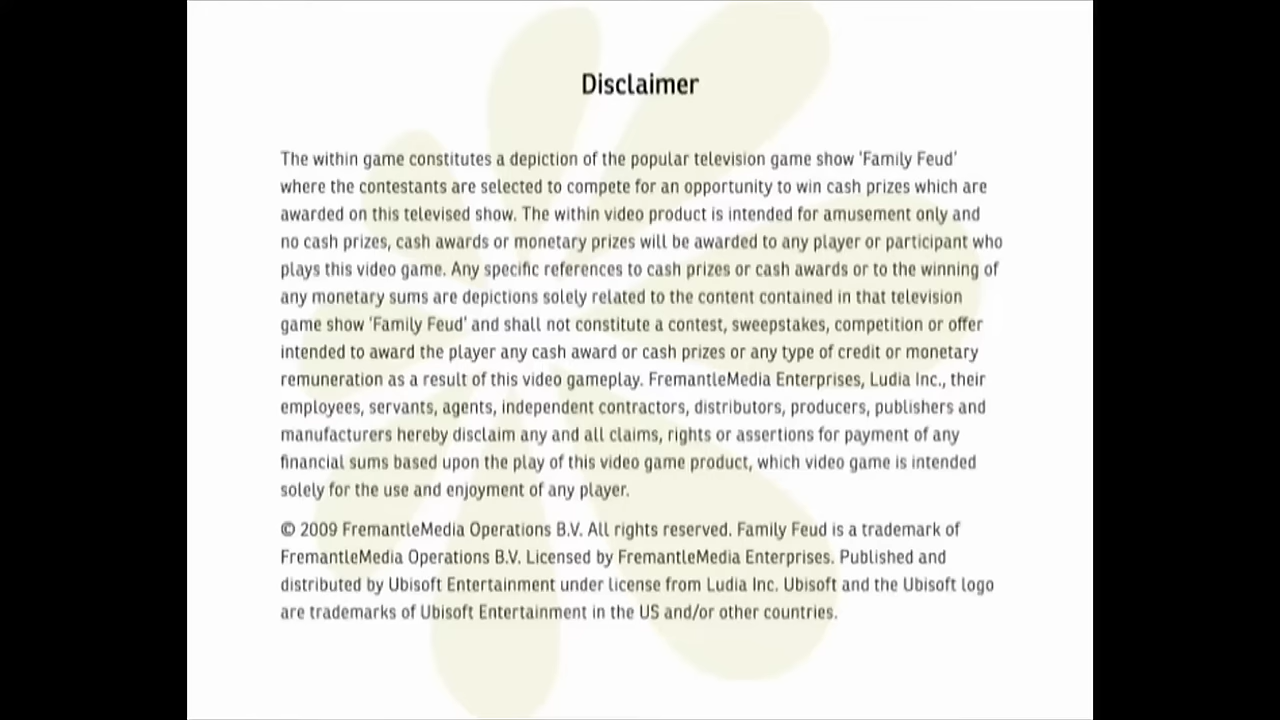 Disclaimer
The within game constitutes a depiction of the popular television game show 'Family Feud'
where the contestants are selected to compete for an opportunity to win cash prizes which are
awarded on this televised show. The within video product is intended for amusement only and
no cash prizes, cash awards or monetary prizes will be awarded to any player or participant who
plays this video game. Any specific references to cash prizes or cash awards or to the winning of
any monetary sums are depictions solely related to the content contained in that television
game show 'Family Feud' and shall not constitute a contest, sweepstakes, competition or offer
intended to award the player any cash award or cash prizes or any type of credit or monetary
remuneration as a result of this video gameplay. FremantleMedia Enterprises, Ludia Inc., their
employees, servants, agents, independent contractors, distributors, producers, publishers and
manufacturers hereby disclaim any and all claims, rights or assertions for payment of any
financial sums based upon the play of this video game product, which video game is intended
solely for the use and enjoyment of any player.
© 2009 FremantleMedia Operations B.V. All rights reserved. Family Feud is a trademark of
FremantleMedia Operations B.V. Licensed by FremantleMedia Enterprises. Published and
distributed by Ubisoft Entertainment under license from Ludia Inc. Ubisoft and the Ubisoft logo
are trademarks of Ubisoft Entertainment in the US and/or other countries.